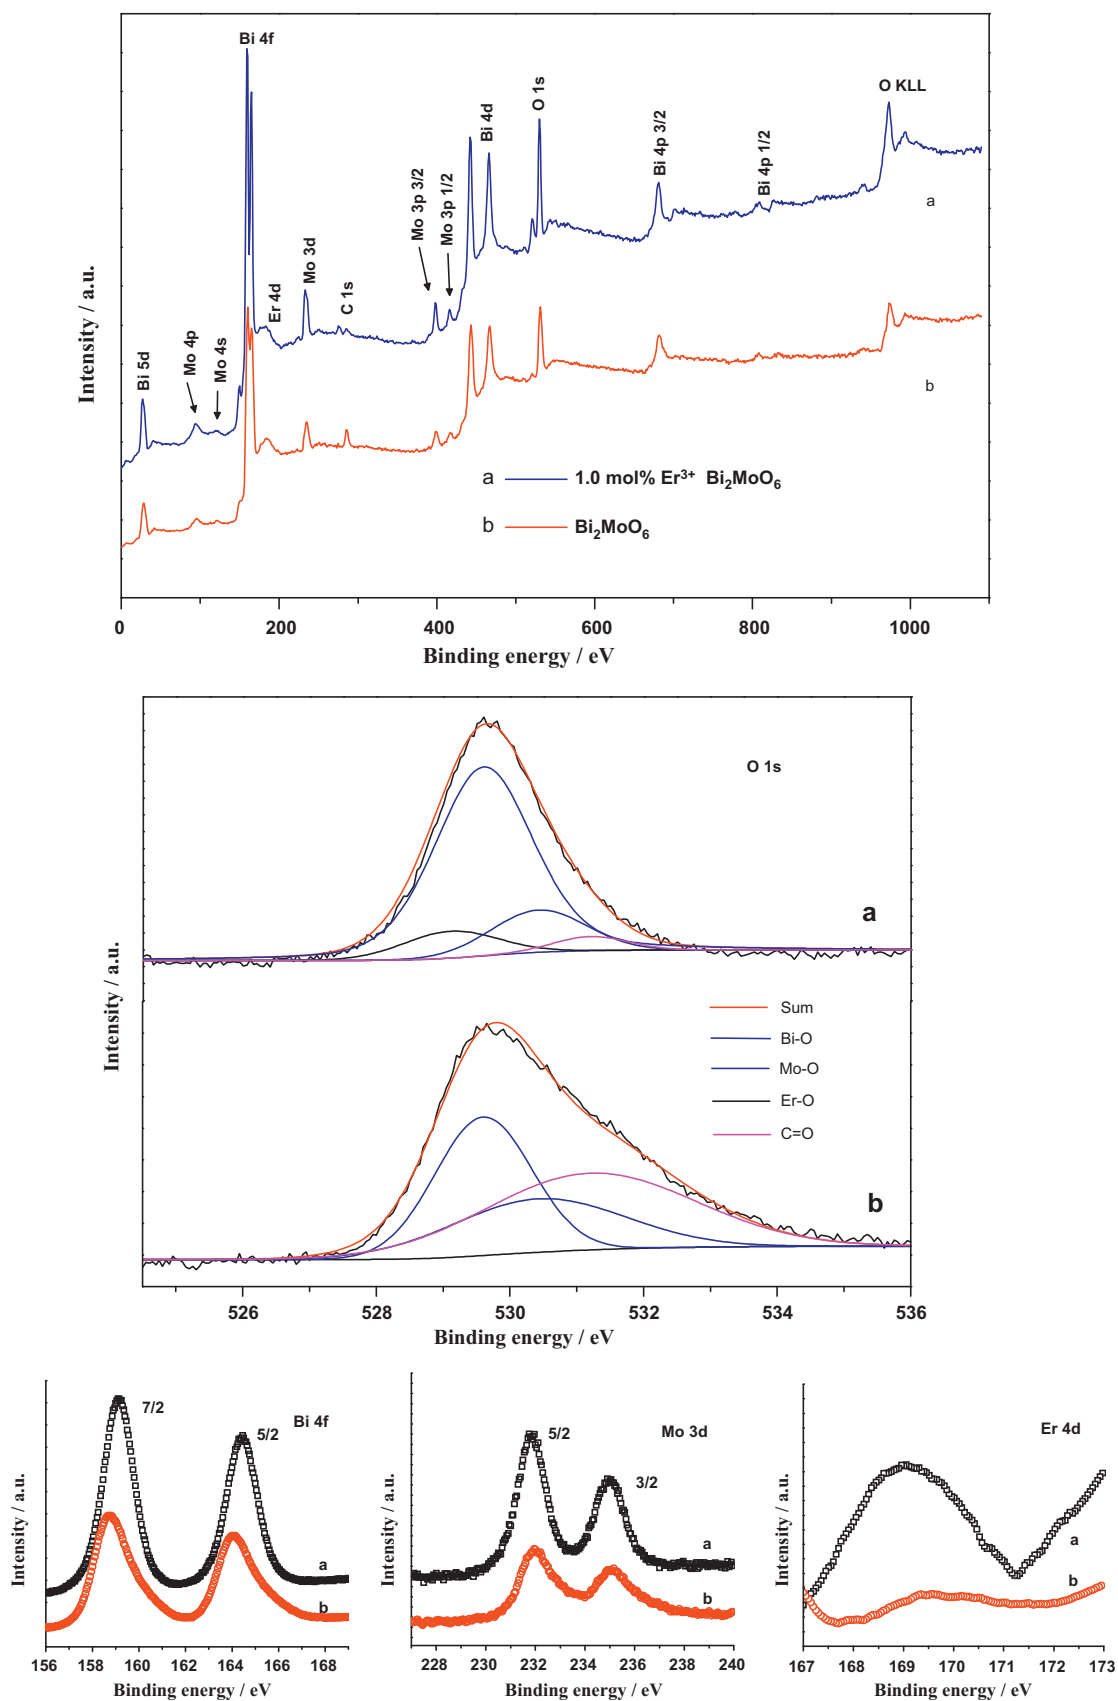 Bi 4f
O KLL
O 1s
Bi 4d
Bi 4p 3/2
Bi 4p 1/2
Mo 3p 3/2
Mo 3p 1/2
a
Mo 3d
Er 4d
C 1s
Bi 5d
Mo 4p
Mo 4s
b
Intensity / a.u.
a 1.0 mol% Er³⁺ Bi₂MoO₆
b Bi₂MoO₆
0 200 400 600 800 1000
Binding energy / eV
O 1s
a
Intensity / a.u.
Sum
Bi-O
Mo-O
Er-O
C=O
b
526 528 530 532 534 536
Binding energy / eV
7/2
Bi 4f
5/2
a
b
Intensity / a.u.
156 158 160 162 164 166 168
Binding energy / eV
5/2
Mo 3d
3/2
a
b
Intensity / a.u.
228 230 232 234 236 238 240
Binding energy / eV
Er 4d
a
b
Intensity / a.u.
167 168 169 170 171 172 173
Binding energy / eV